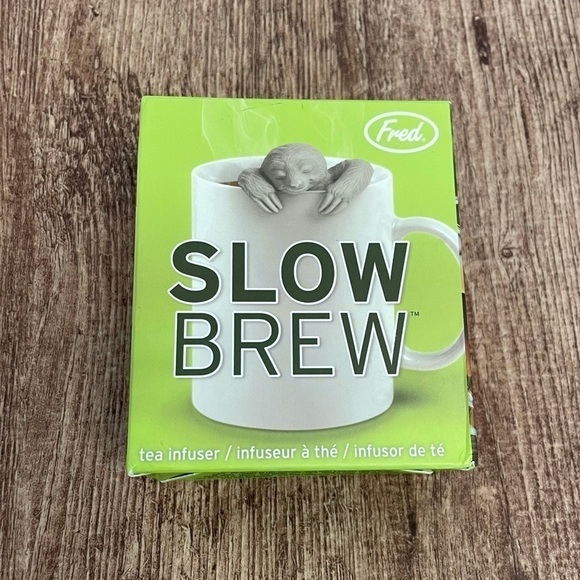 Fred®
SLOW
BREW™
tea infuser / infuseur à thé / infusor de té